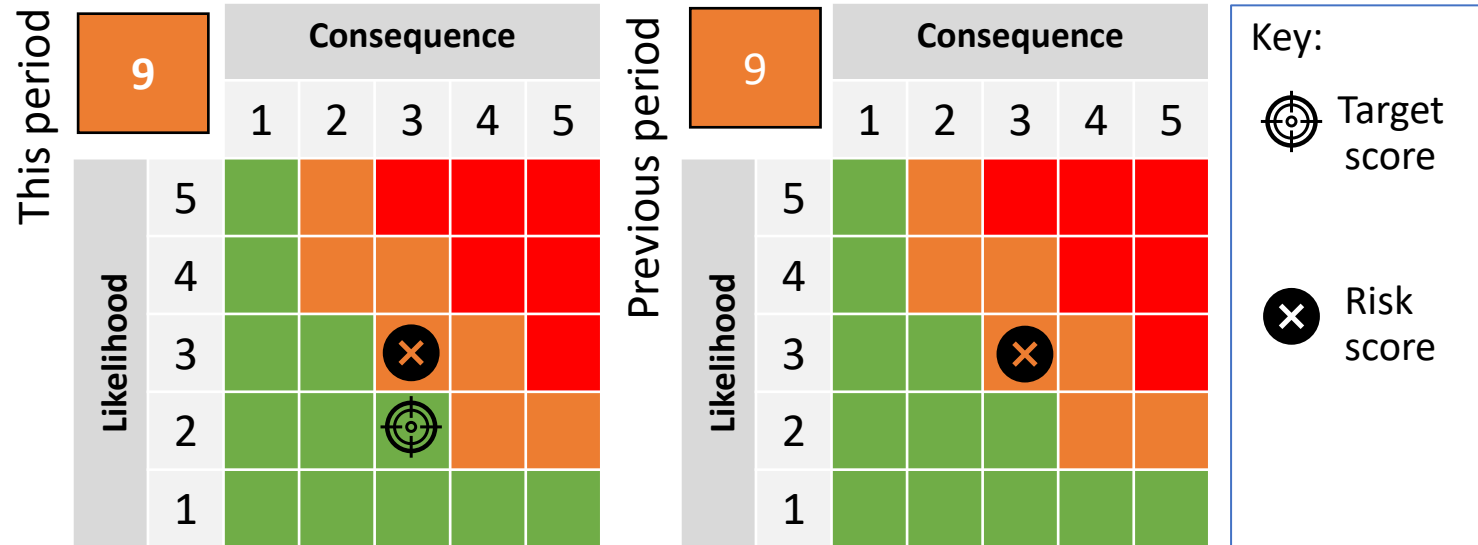 This period
9
Consequence
1 2 3 4 5
Likelihood
5
4
3
2
1
Previous period
9
Consequence
1 2 3 4 5
Likelihood
5
4
3
2
1
Key:
Target
score
Risk
score